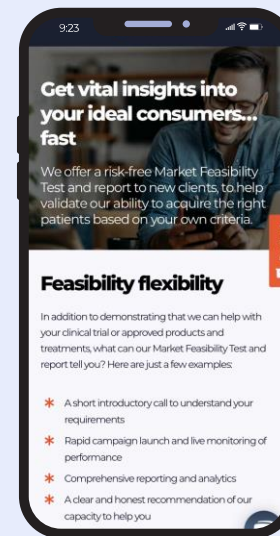 9:23
Get vital insights into
your ideal consumers...
fast
We offer a risk-free Market Feasibility
Test and report to new clients, to help
validate our ability to acquire the right
patients based on your own criteria.
Feasibility flexibility
In addition to demonstrating that we can help with
your clinical trial or approved products and
treatments, what can our Market Feasibility Test and
report tell you? Here are just a few examples:
A short introductory call to understand your
requirements
Rapid campaign launch and live monitoring of
performance
Comprehensive reporting and analytics
A clear and honest recommendation of our
capacity to help you